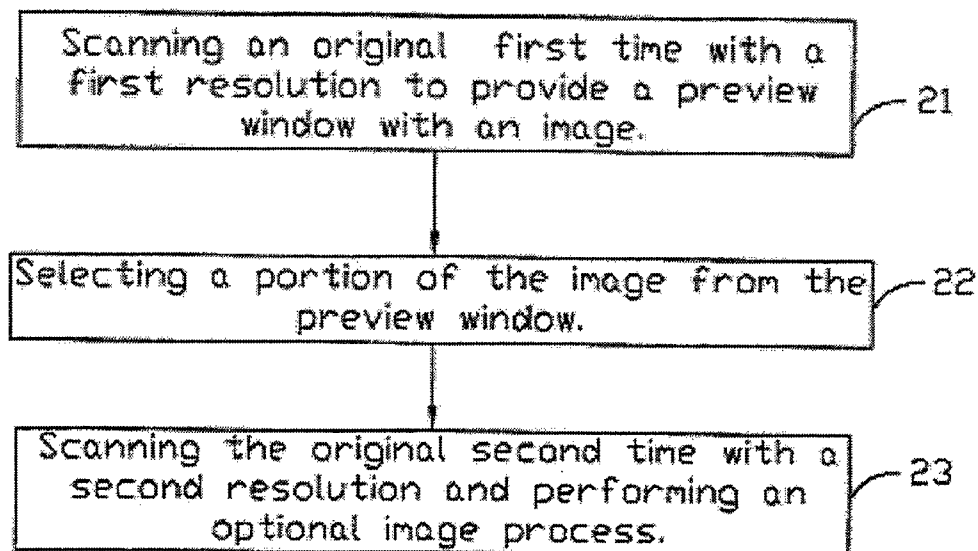 Scanning an original first time with a
first resolution to provide a preview
window with an image.
21
Selecting a portion of the image from the
preview window.
22
Scanning the original second time with a
second resolution and performing an
optional image process.
23